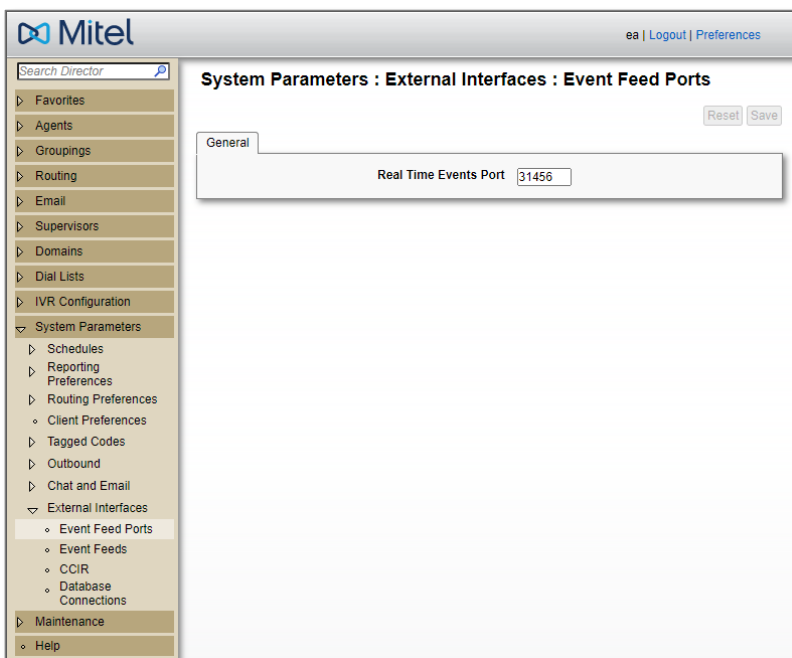 Mitel
ea | Logout | Preferences
Search Director
Favorites
Agents
Groupings
Routing
Email
Supervisors
Domains
Dial Lists
IVR Configuration
System Parameters
Schedules
Reporting
Preferences
Routing Preferences
Client Preferences
Tagged Codes
Outbound
Chat and Email
External Interfaces
Event Feed Ports
Event Feeds
CCIR
Database
Connections
Maintenance
Help
System Parameters : External Interfaces : Event Feed Ports
Reset Save
General
Real Time Events Port 31456